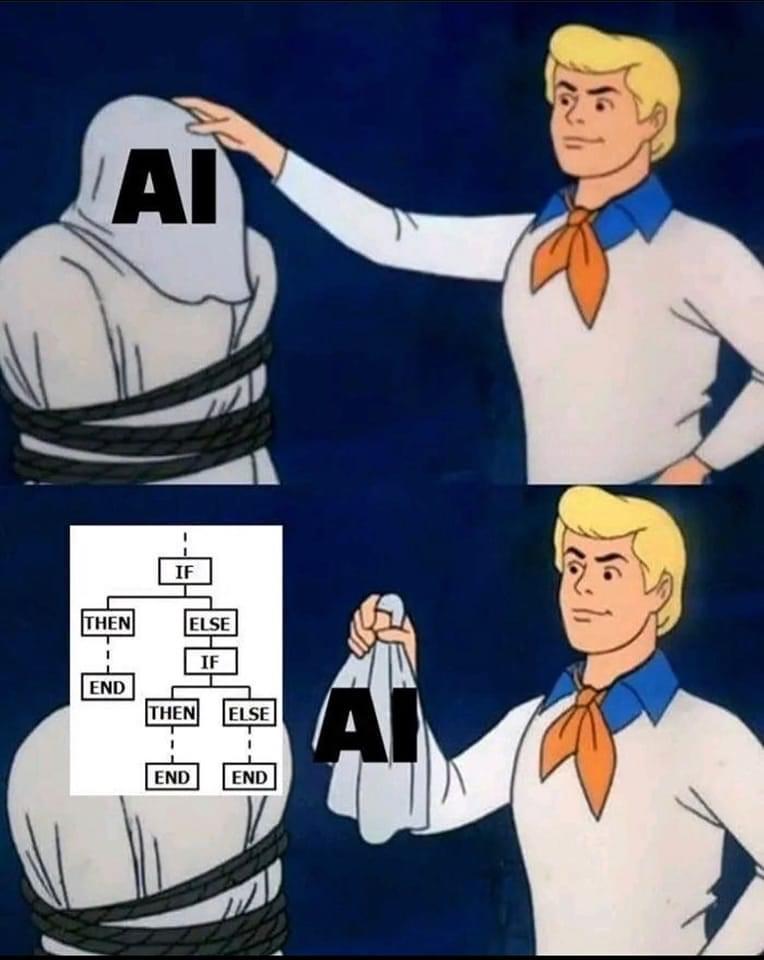 AI
IF
THEN ELSE
IF
END
THEN ELSE
END END
AI